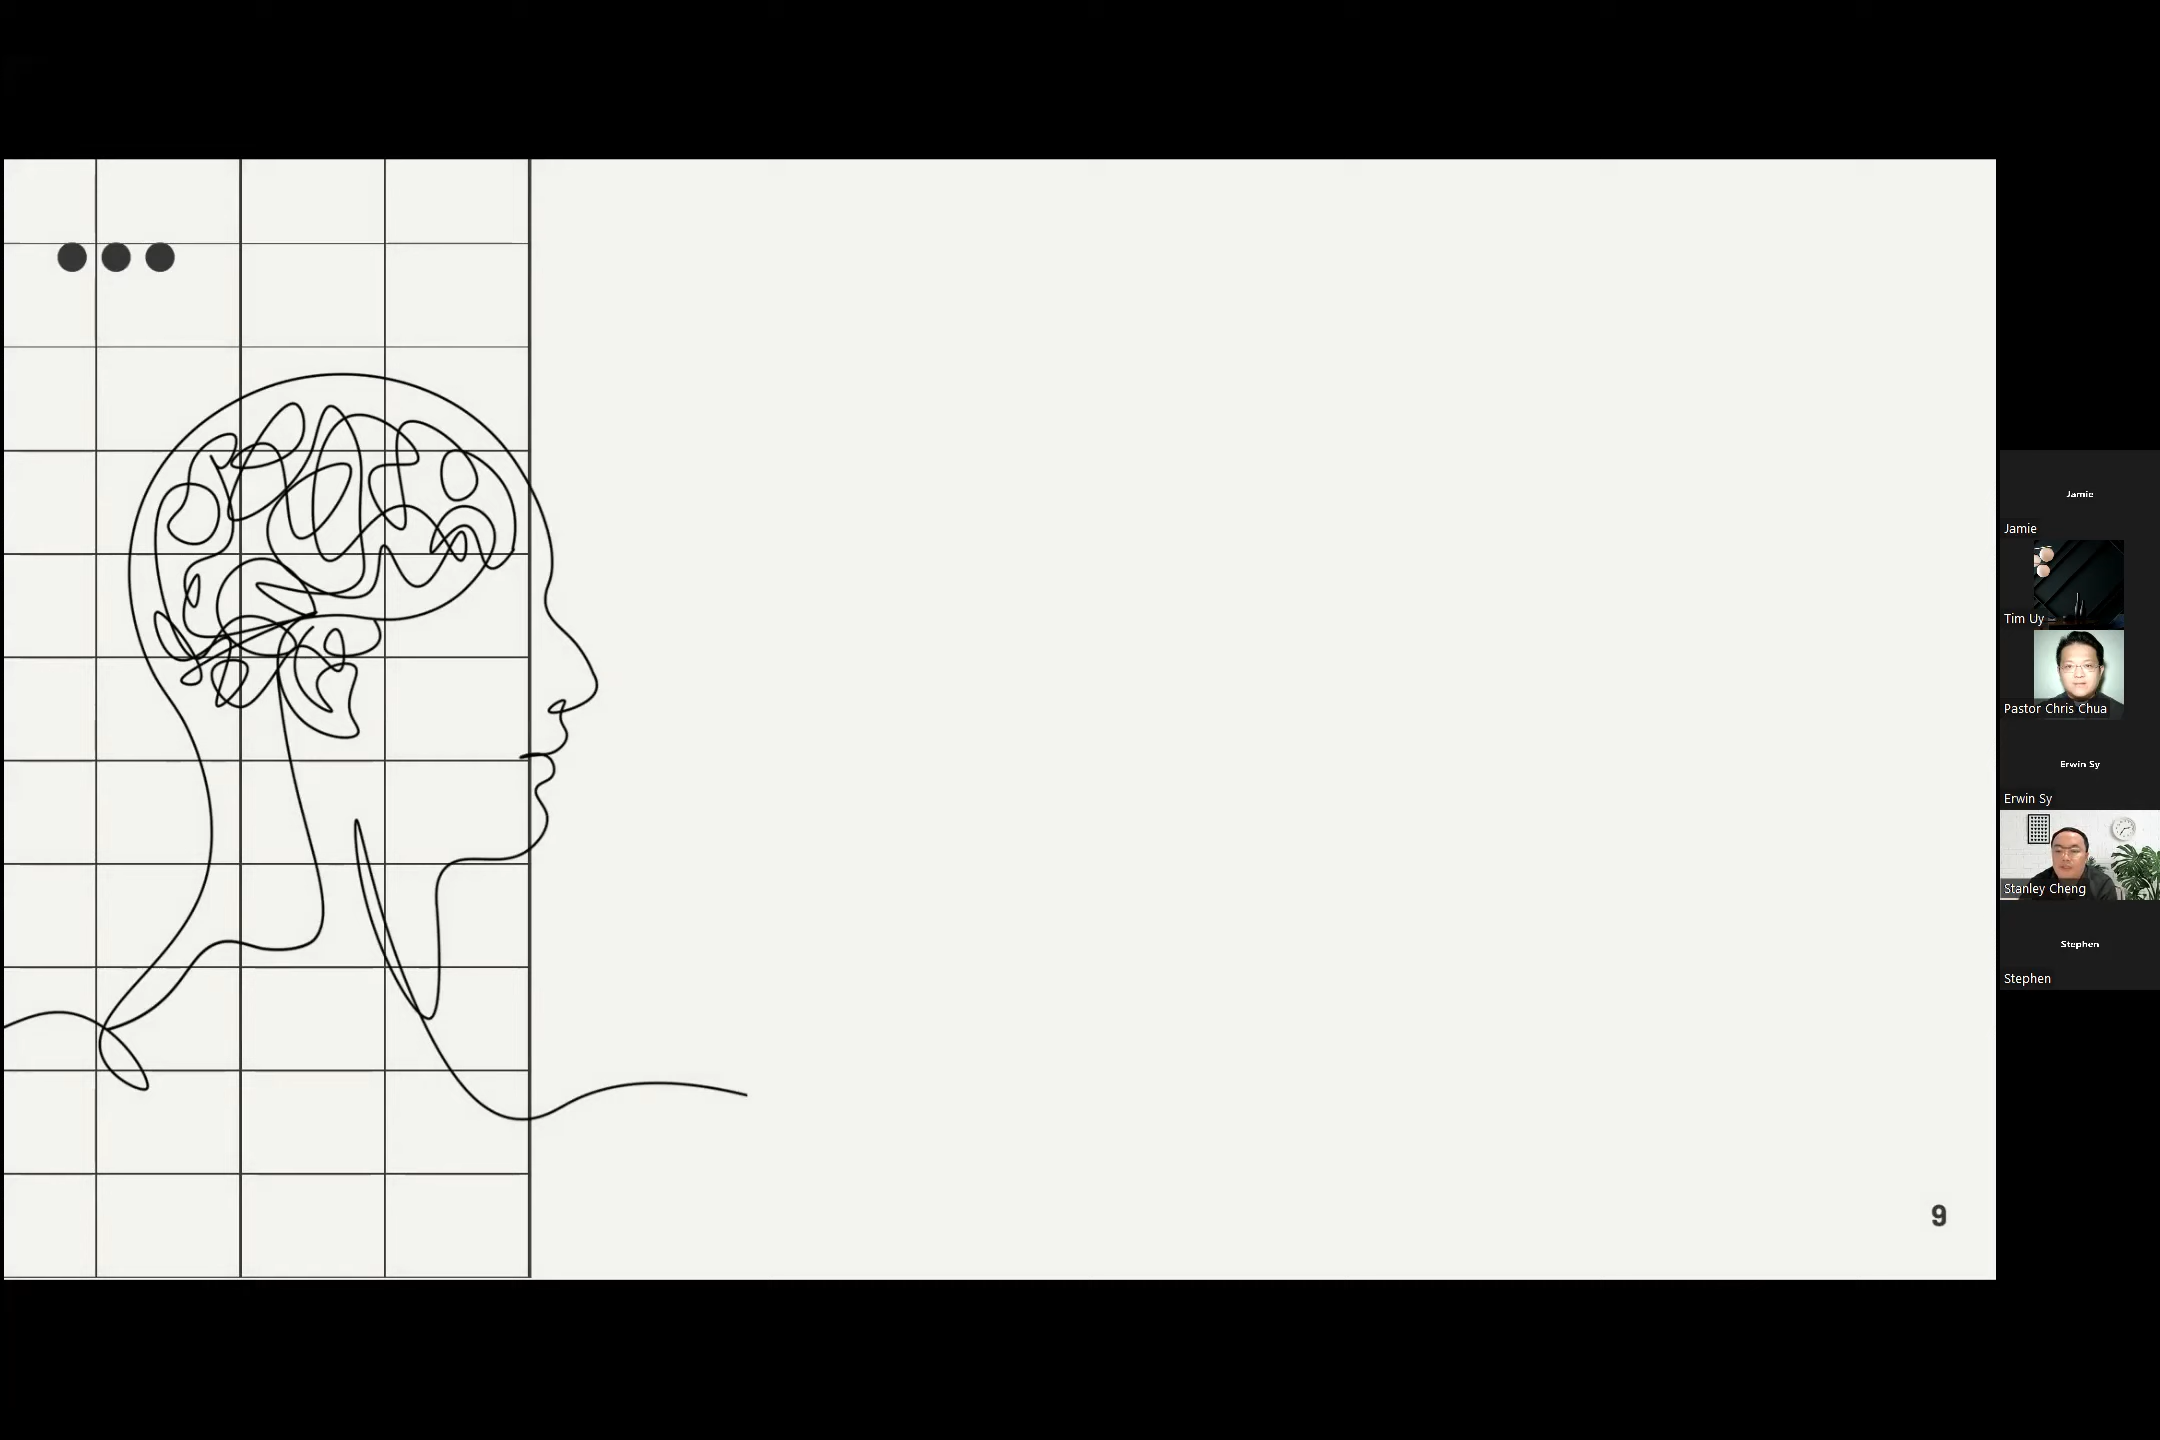 9
Jamie
Jamie
Tim Uy
Pastor Chris Chua
Erwin Sy
Erwin Sy
Stanley Cheng
Stephen
Stephen